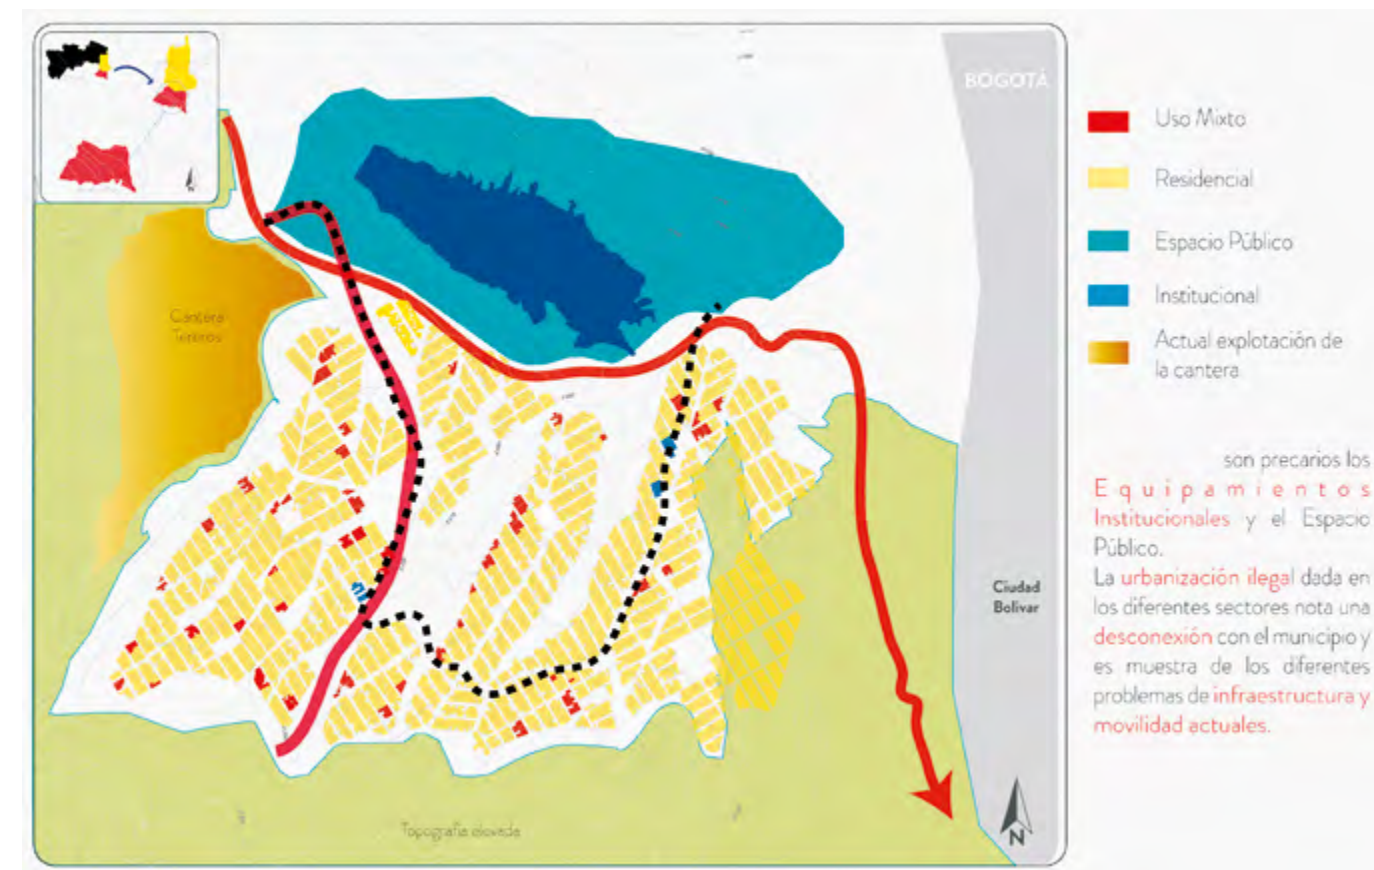 BOGOTÁ
Uso Mixto
Residencial
Espacio Público
Institucional
Actual explotación de
la cantera
Cantera
Terreros
Ciudad
Bolívar
N
N
Topografía elevada
son precarios los
Equipamientos
Institucionales y el Espacio
Público.
La urbanización ilegal dada en
los diferentes sectores nota una
desconexión con el municipio y
es muestra de los diferentes
problemas de infraestructura y
movilidad actuales.